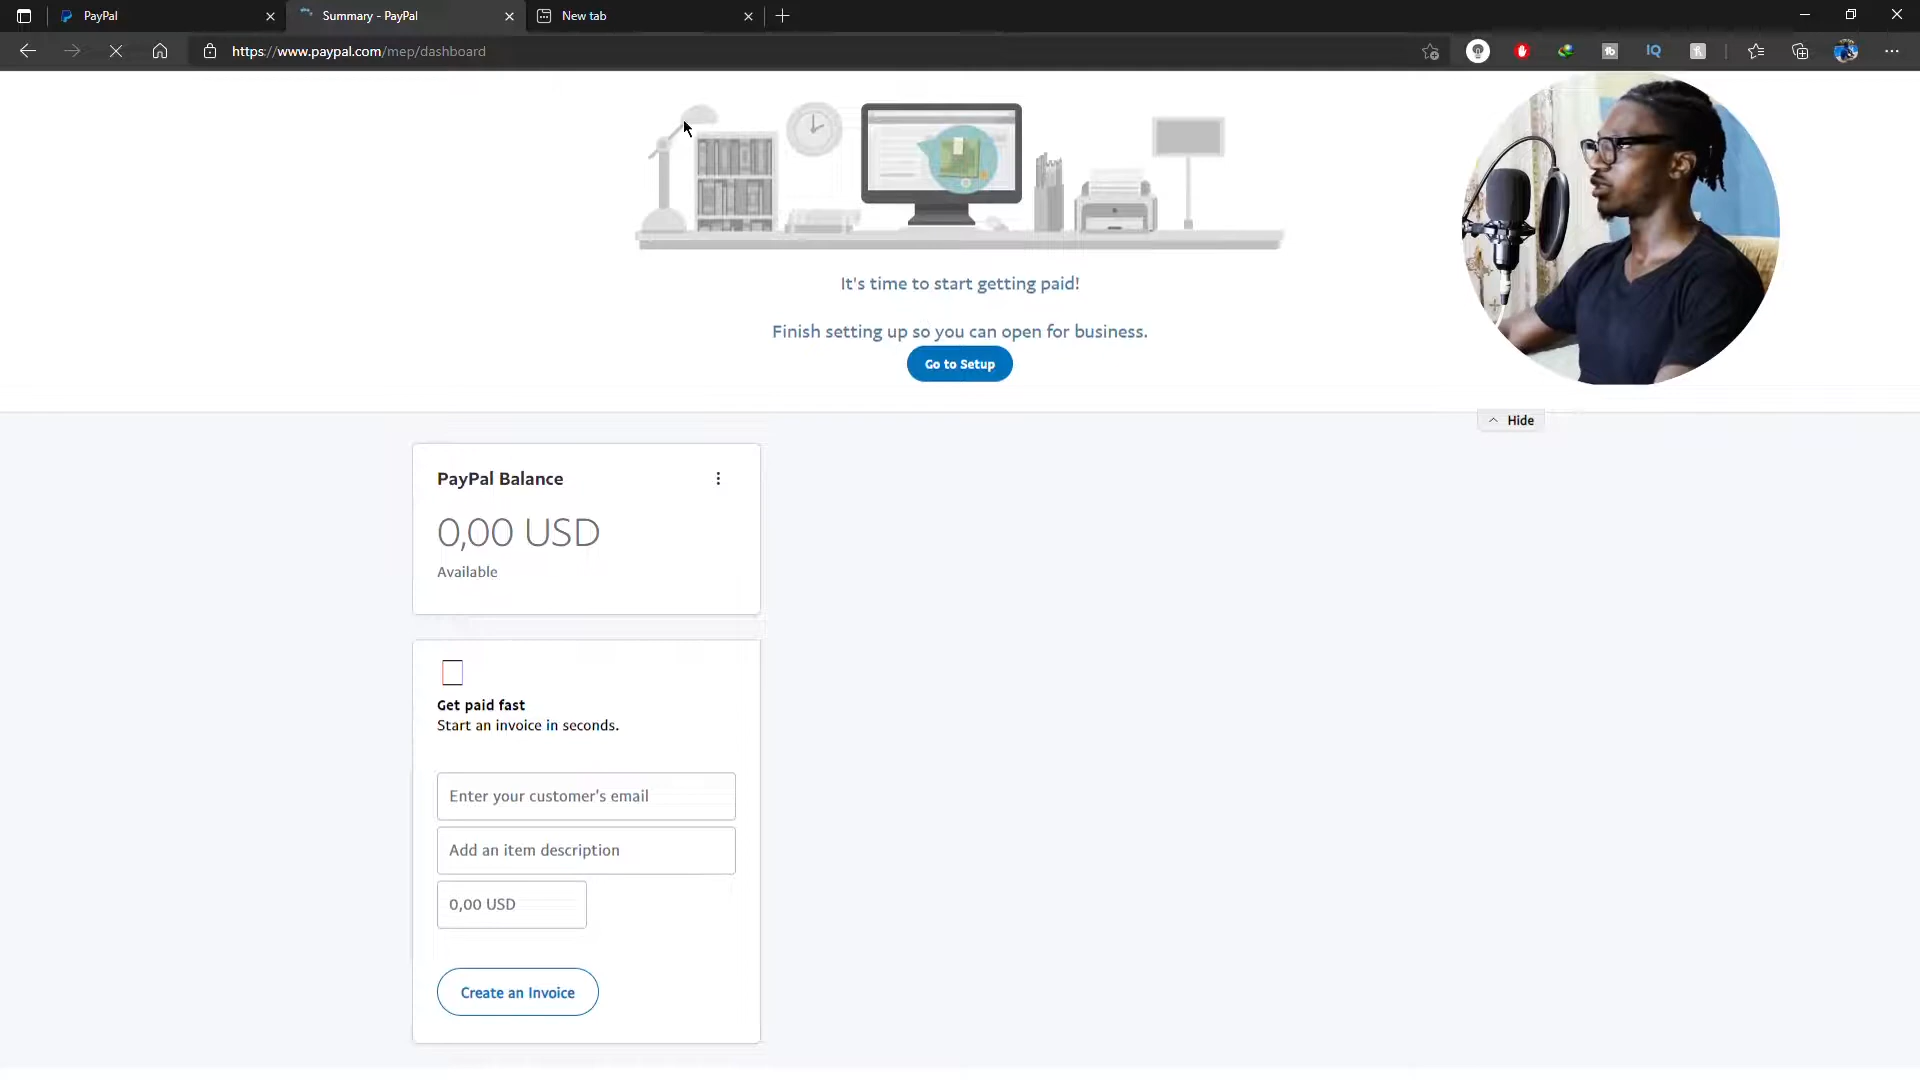 PayPal
Summary - PayPal
New tab
https://www.paypal.com/mep/dashboard
It's time to start getting paid!
Finish setting up so you can open for business.
Go to Setup
Hide
PayPal Balance
0,00 USD
Available
Get paid fast
Start an invoice in seconds.
Enter your customer's email
Add an item description
0,00 USD
Create an Invoice